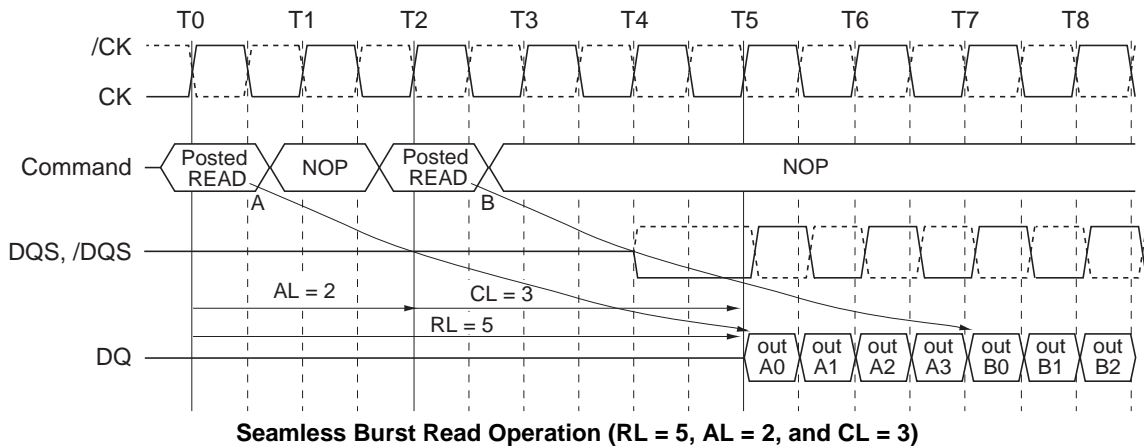 T0 T1 T2 T3 T4 T5 T6 T7 T8
/CK
CK
Command
Posted
READ
NOP
Posted
READ
NOP
A
B
DQS, /DQS
AL = 2
CL = 3
RL = 5
DQ
out
A0
out
A1
out
A2
out
A3
out
B0
out
B1
out
B2
Seamless Burst Read Operation (RL = 5, AL = 2, and CL = 3)